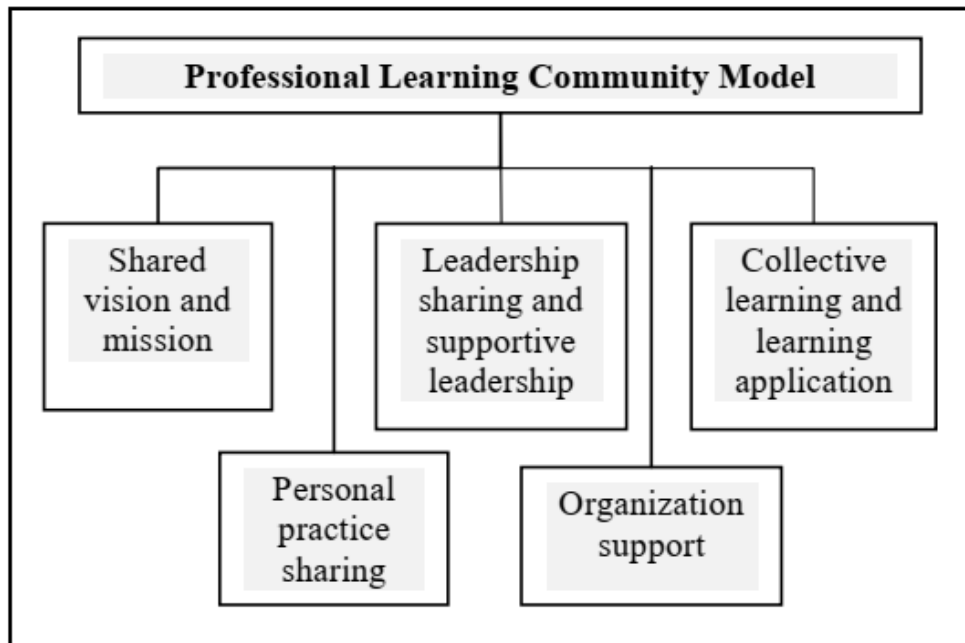 Professional Learning Community Model
Shared
vision and
mission
Leadership
sharing and
supportive
leadership
Collective
learning and
learning
application
Personal
practice
sharing
Organization
support